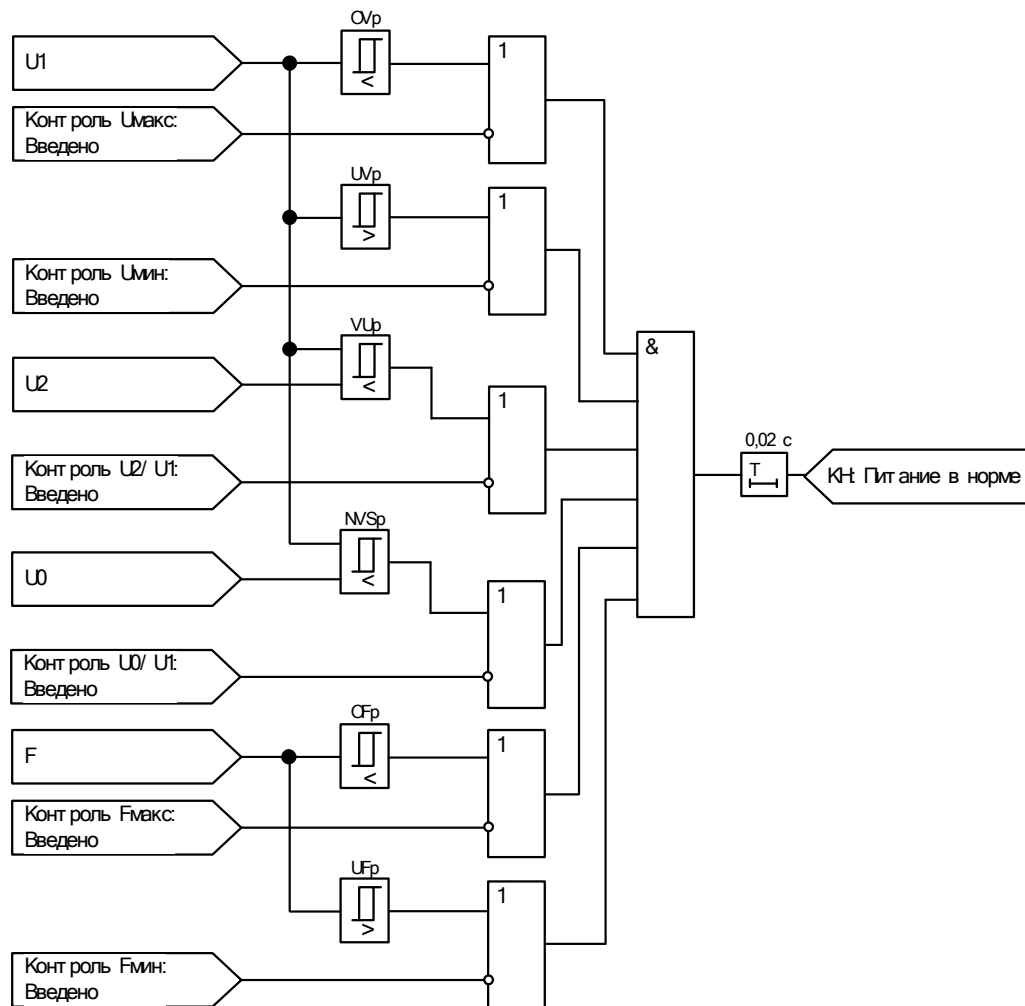 OVp
U1
<
1
Контроль Uмакс:
Введено
UVp
>
1
Контроль Uмин:
Введено
VUp
<
U2
&
1
0,02 с
T
КН: Питание в норме
Контроль U2/ U1:
Введено
NVSp
<
U0
1
Контроль U0/ U1:
Введено
OFp
F
<
1
Контроль Fмакс:
Введено
UFp
>
1
Контроль Fмин:
Введено